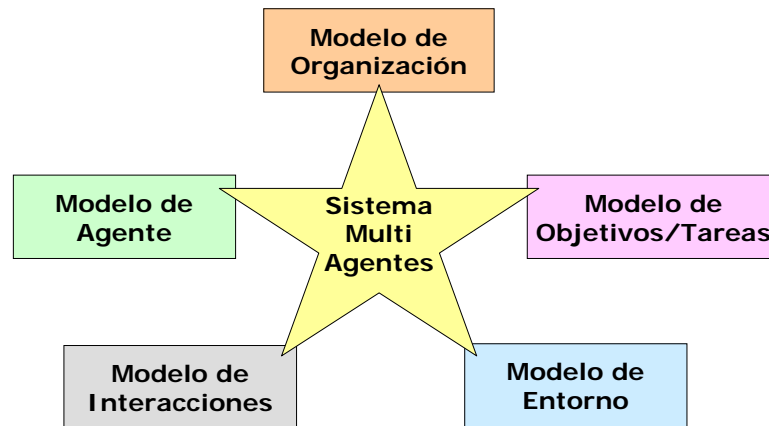 Modelo de
Organización
Modelo de
Agente
Sistema
Multi
Agentes
Modelo de
Objetivos/Tareas
Modelo de
Interacciones
Modelo de
Entorno